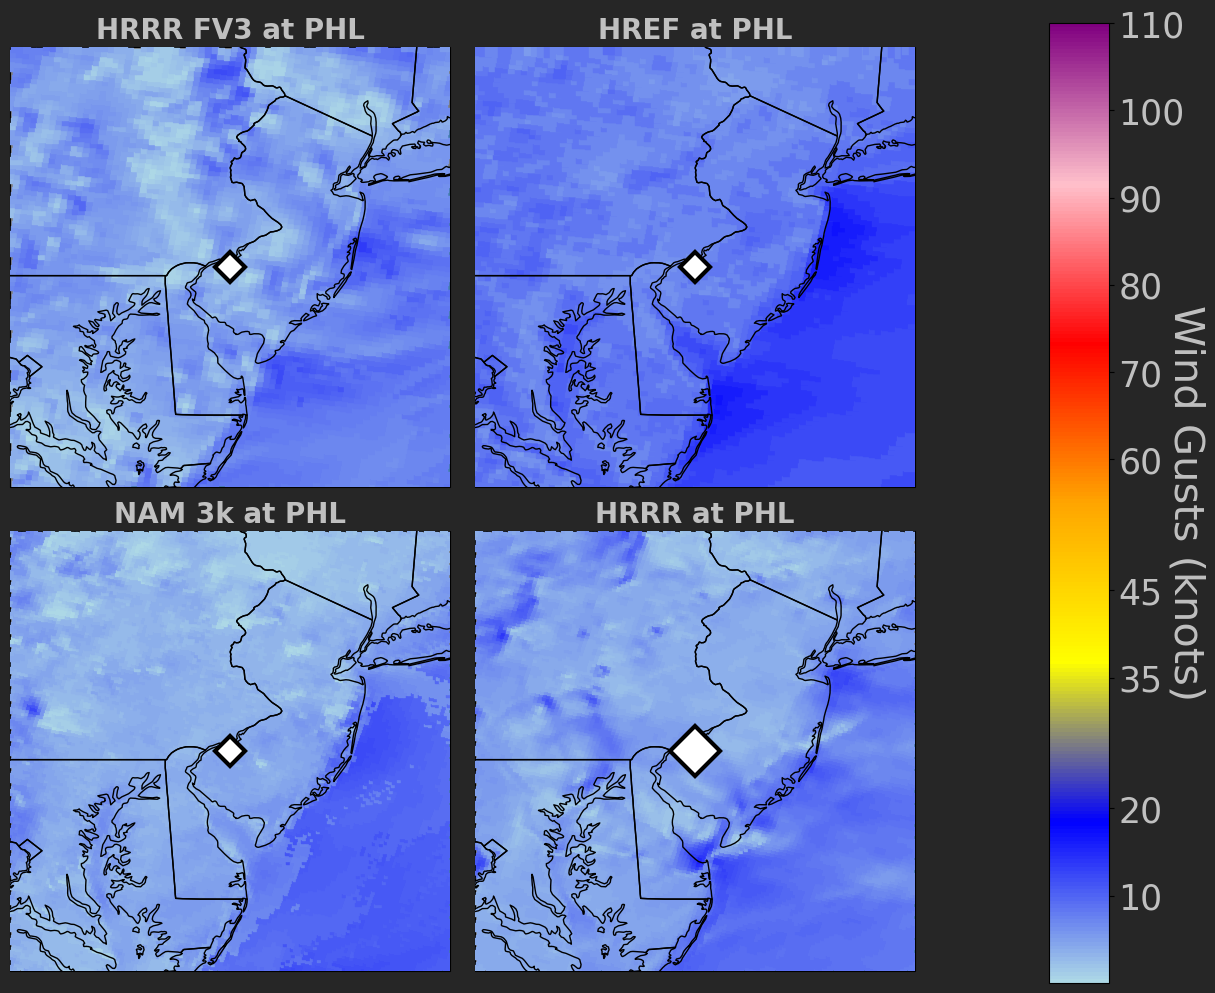 HRRR FV3 at PHL
HREF at PHL
NAM 3k at PHL
HRRR at PHL
110
100
90
80
70
60
45
35
20
10
Wind Gusts (knots)